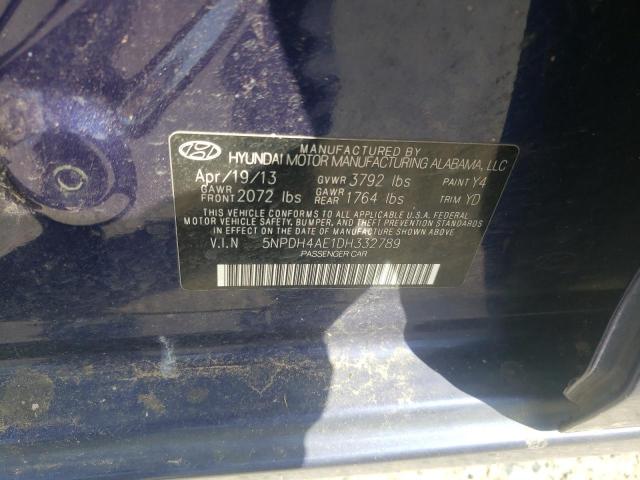 MANUFACTURED BY
HYUNDAI MOTOR MANUFACTURING ALABAMA, LLC
Apr/19/13 GVWR 3792 lbs PAINT Y4
GAWR FRONT 2072 lbs GAWR REAR 1764 lbs TRIM YD
THIS VEHICLE CONFORMS TO ALL APPLICABLE U.S.A. FEDERAL
MOTOR VEHICLE SAFETY, BUMPER, AND THEFT PREVENTION
STANDARDS IN EFFECT ON THE DATE OF MANUFACTURE SHOWN ABOVE.
V.I.N 5NPDH4AE1DH332789
PASSENGER CAR